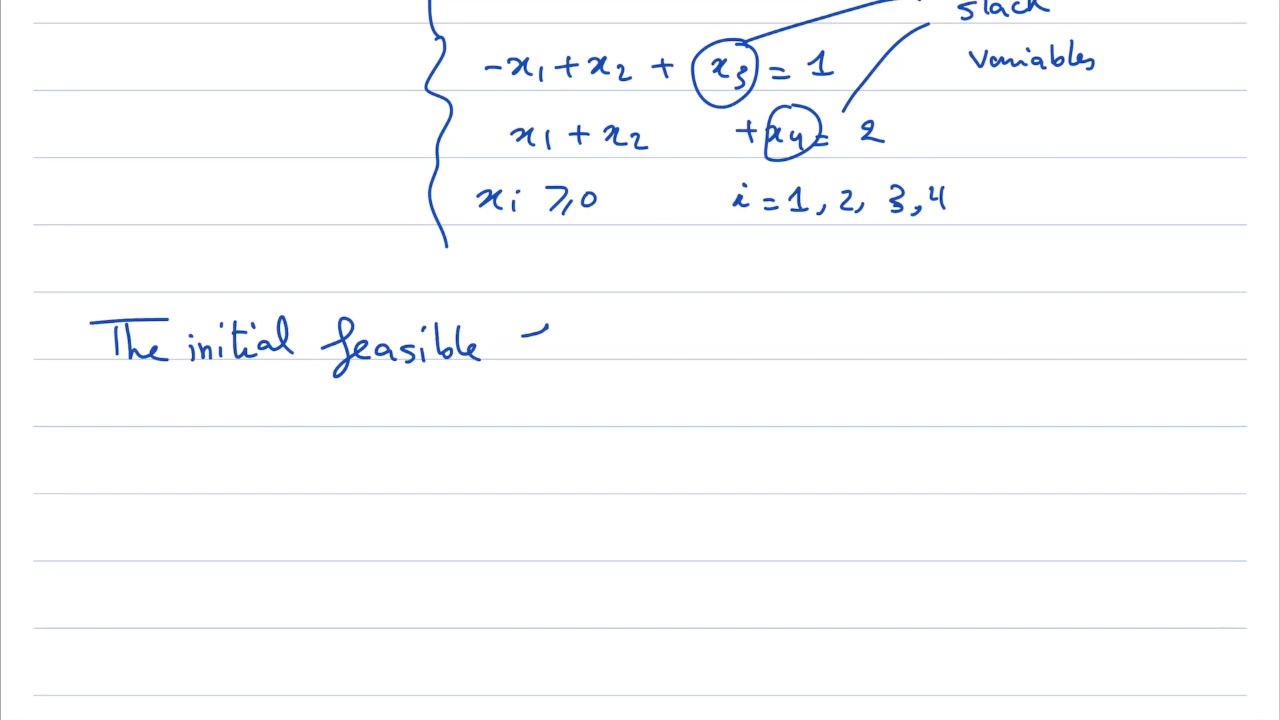 slack
variables
-x₁ + x₂ + x₃ = 1
x₁ + x₂ + x₄ = 2
xᵢ ⩾ 0 i = 1, 2, 3, 4
The initial feasible